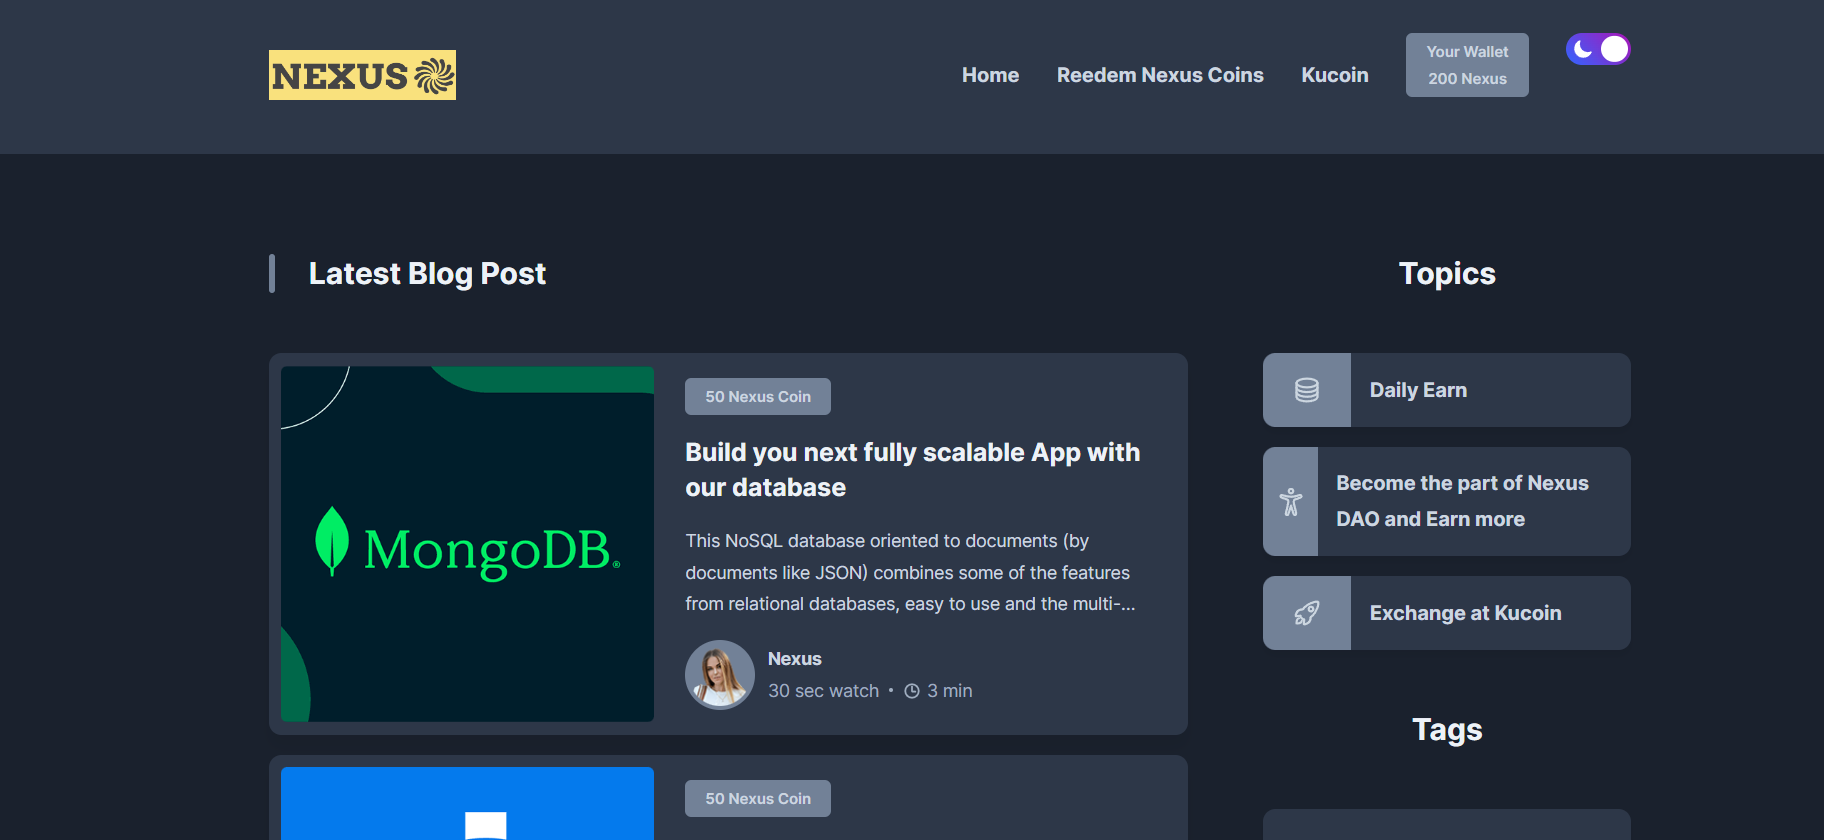 NEXUS
Home
Reedem Nexus Coins
Kucoin
Your Wallet
200 Nexus
Latest Blog Post
Topics
MongoDB®
50 Nexus Coin
Build you next fully scalable App with
our database
This NoSQL database oriented to documents (by
documents like JSON) combines some of the features
from relational databases, easy to use and the multi-...
Nexus
30 sec watch • 3 min
50 Nexus Coin
Daily Earn
Become the part of Nexus
DAO and Earn more
Exchange at Kucoin
Tags